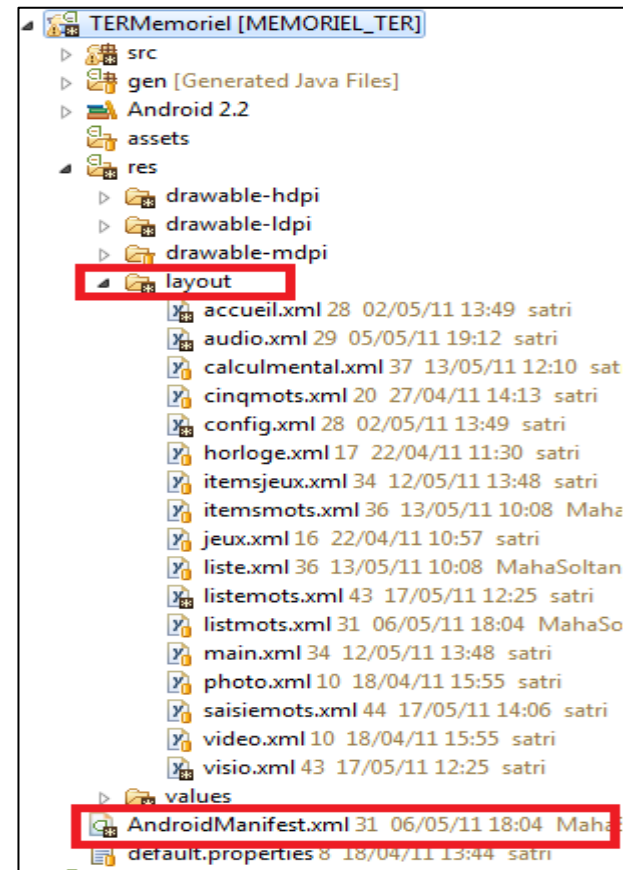 TERMemoriel [MEMORIEL_TER]
src
gen [Generated Java Files]
Android 2.2
assets
res
drawable-hdpi
drawable-ldpi
drawable-mdpi
layout
accueil.xml 28 02/05/11 13:49 satri
audio.xml 29 05/05/11 19:12 satri
calculmental.xml 37 13/05/11 12:10 sat
cinqmots.xml 20 27/04/11 14:13 satri
config.xml 28 02/05/11 13:49 satri
horloge.xml 17 22/04/11 11:30 satri
itemsjeux.xml 34 12/05/11 13:48 satri
itemsmots.xml 36 13/05/11 10:08 Maha
jeux.xml 16 22/04/11 10:57 satri
liste.xml 36 13/05/11 10:08 MahaSoltan
listemots.xml 43 17/05/11 12:25 satri
listmots.xml 31 06/05/11 18:04 MahaSo
main.xml 34 12/05/11 13:48 satri
photo.xml 10 18/04/11 15:55 satri
saisiemots.xml 44 17/05/11 14:06 satri
video.xml 10 18/04/11 15:55 satri
visio.xml 43 17/05/11 12:25 satri
values
AndroidManifest.xml 31 06/05/11 18:04 Maha
default.properties 8 18/04/11 13:44 satri